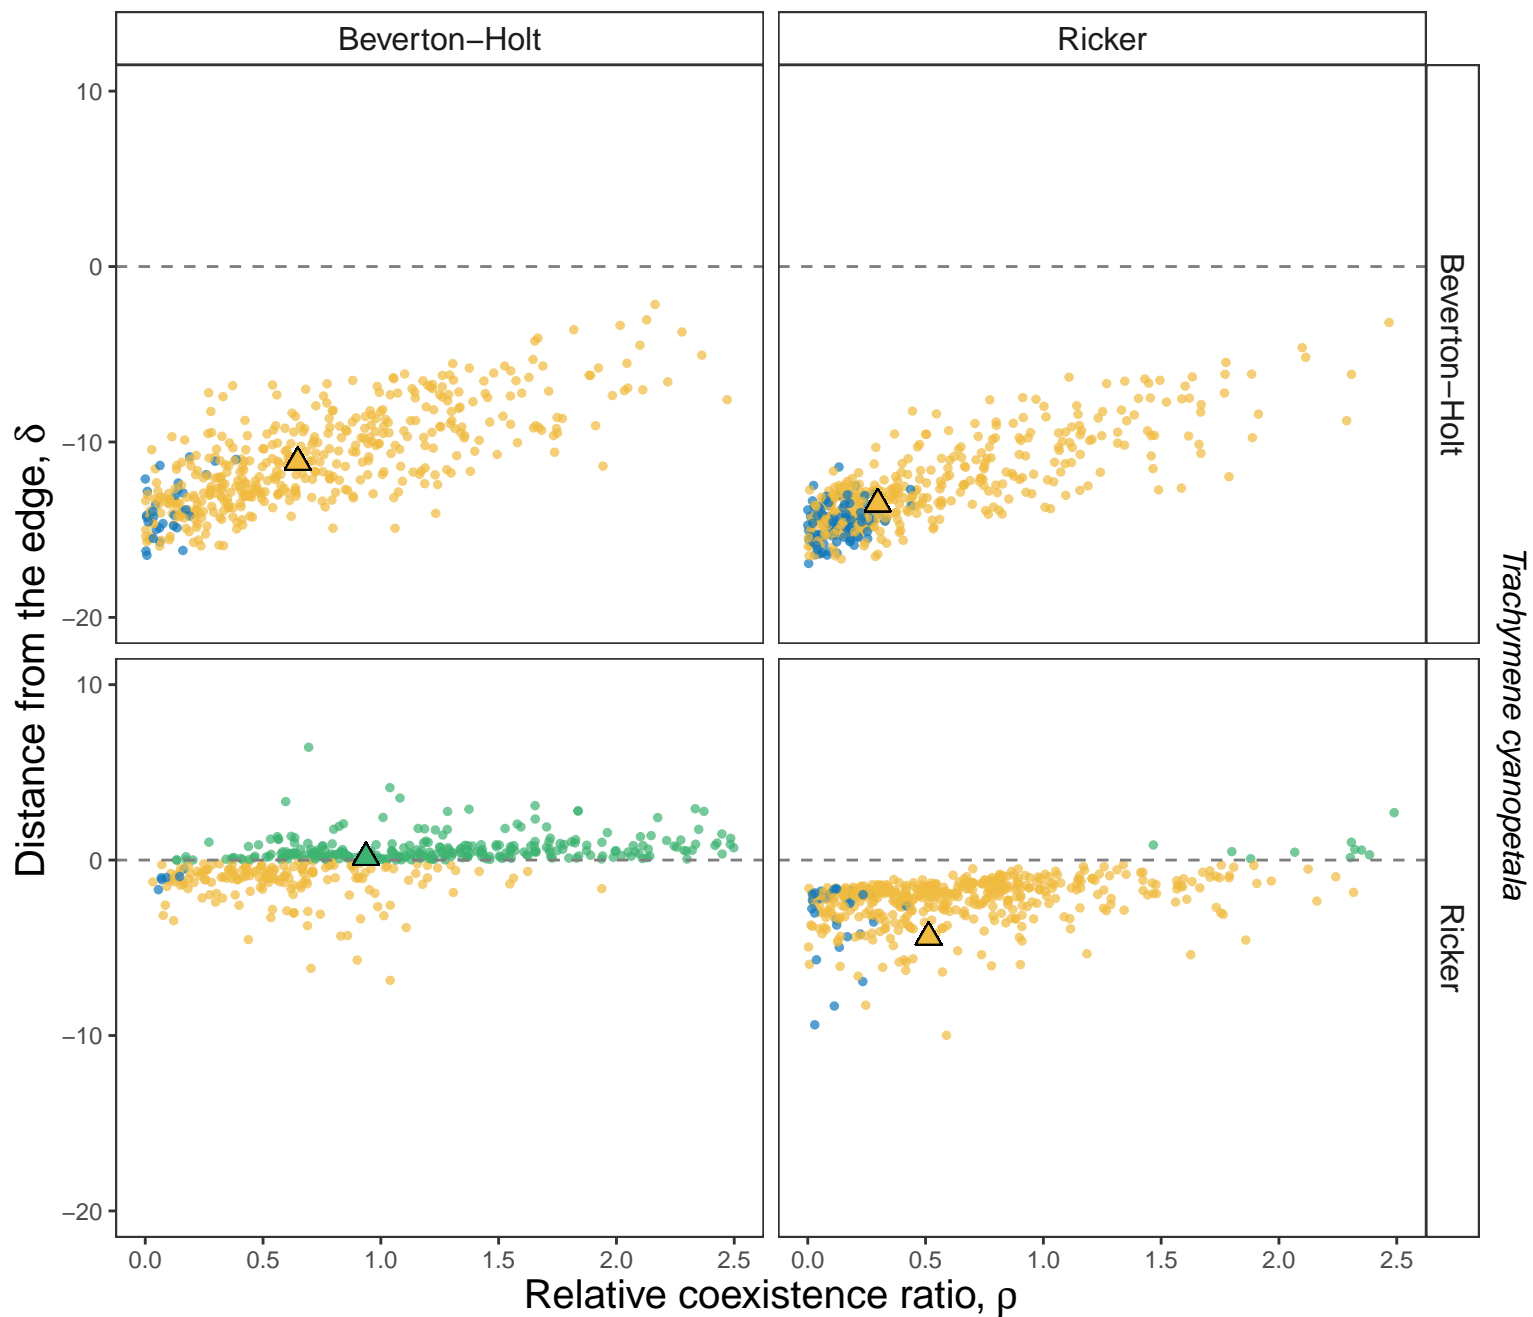 Beverton−Holt
Ricker
10
0
−10
−20
Beverton−Holt
10
0
−10
−20
Ricker
0.0 0.5 1.0 1.5 2.0 2.5
0.0 0.5 1.0 1.5 2.0 2.5
Relative coexistence ratio, ρ
Distance from the edge, δ
Trachymene cyanopetala